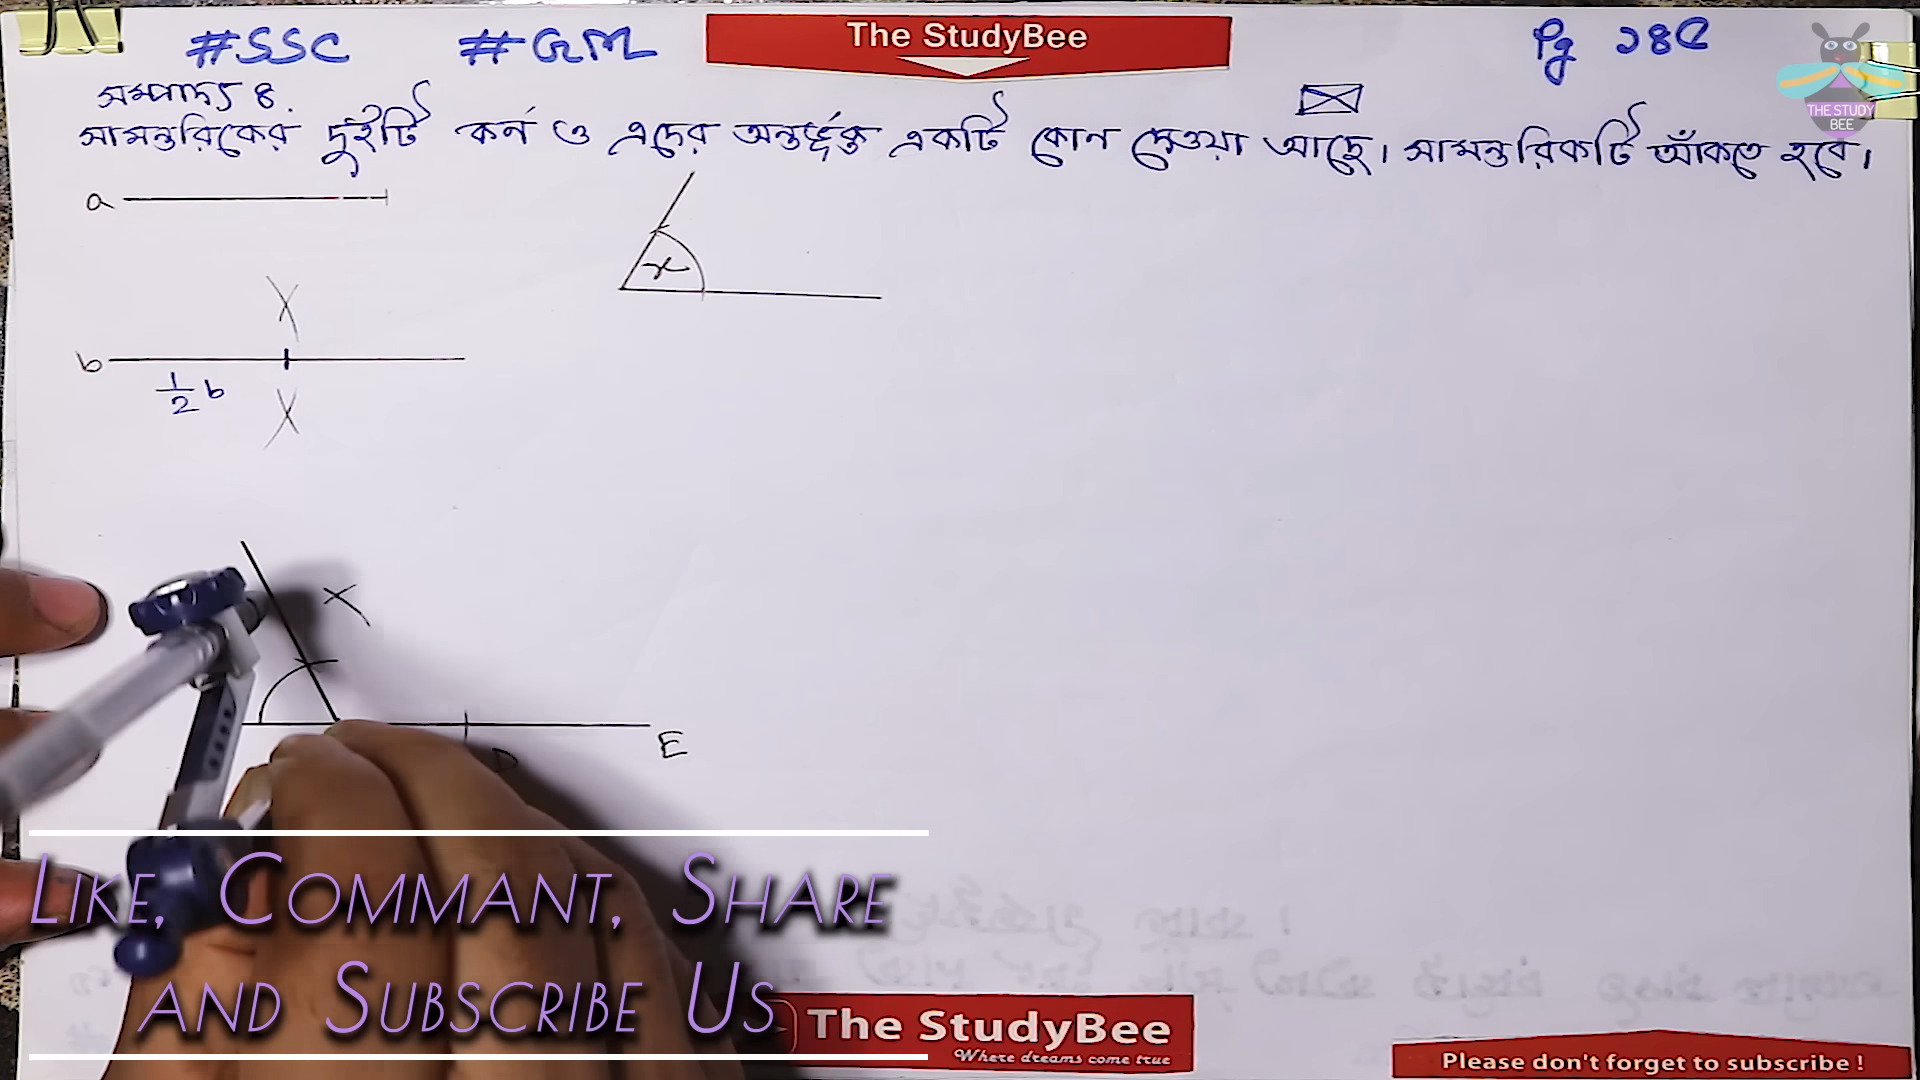 #SSC #GM The StudyBee Pg ১৪৫
THE STUDY
BEE
সম্পাদ্য ৪.
সামন্তরিকের দুইটি কর্ন ও এদের অন্তর্ভূক্ত একটি কোন দেওয়া আছে। সামন্তরিকটি আঁকতে হবে।
a
x
b
1/2 b
D
E
LIKE, COMMANT, SHARE
AND SUBSCRIBE US
The StudyBee
Where dreams come true
Please don't forget to subscribe !